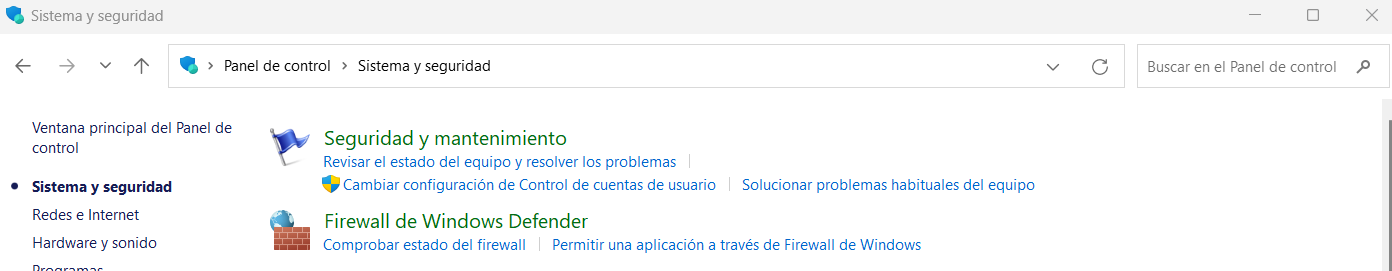 Sistema y seguridad
Panel de control > Sistema y seguridad
Buscar en el Panel de control
Ventana principal del Panel de
control
Sistema y seguridad
Redes e Internet
Hardware y sonido
Programas
Seguridad y mantenimiento
Revisar el estado del equipo y resolver los problemas
Cambiar configuración de Control de cuentas de usuario
Solucionar problemas habituales del equipo
Firewall de Windows Defender
Comprobar estado del firewall
Permitir una aplicación a través de Firewall de Windows